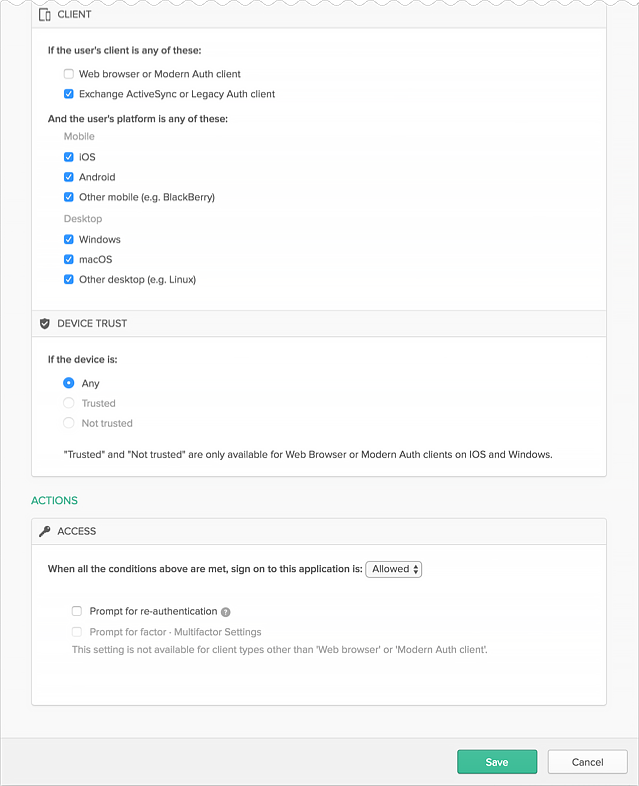 CLIENT
If the user's client is any of these:
Web browser or Modern Auth client
Exchange ActiveSync or Legacy Auth client
And the user's platform is any of these:
Mobile
iOS
Android
Other mobile (e.g. BlackBerry)
Desktop
Windows
macOS
Other desktop (e.g. Linux)
DEVICE TRUST
If the device is:
Any
Trusted
Not trusted
"Trusted" and "Not trusted" are only available for Web Browser or Modern Auth clients on IOS and Windows.
ACTIONS
ACCESS
When all the conditions above are met, sign on to this application is: Allowed
Prompt for re-authentication ?
Prompt for factor - Multifactor Settings
This setting is not available for client types other than 'Web browser' or 'Modern Auth client'.
Save Cancel